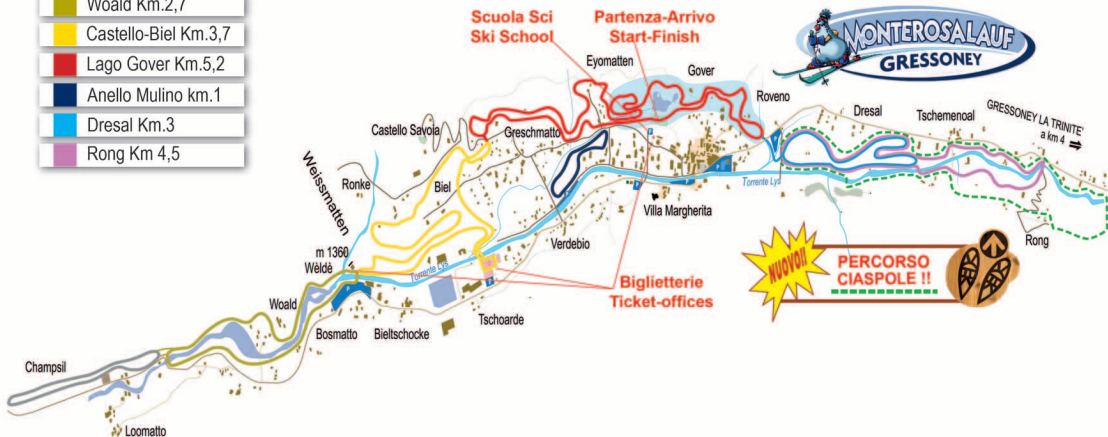 Woald Km.2,7
Castello-Biel Km.3,7
Lago Gover Km.5,2
Anello Mulino km.1
Dresal Km.3
Rong Km 4,5
Scuola Sci
Ski School
Partenza-Arrivo
Start-Finish
MONTEROSALAUF
GRESSONEY
Eyomatten
Gover
Roveno
Dresal
Tschemenoal
GRESSONEY LA TRINITE'
a km 4
Castello Savoia
Greschmatto
Weissmatten
Ronke
Biel
P
Torrente Lys
Villa Margherita
Rong
Verdebio
m 1360
Wèldè
Torrente Lys
NUOVO!!
PERCORSO
CIASPOLE !!
Biglietterie
Ticket-offices
Woald
Bosmatto
Bieltschocke
Tschoarde
Champsil
Loomatto